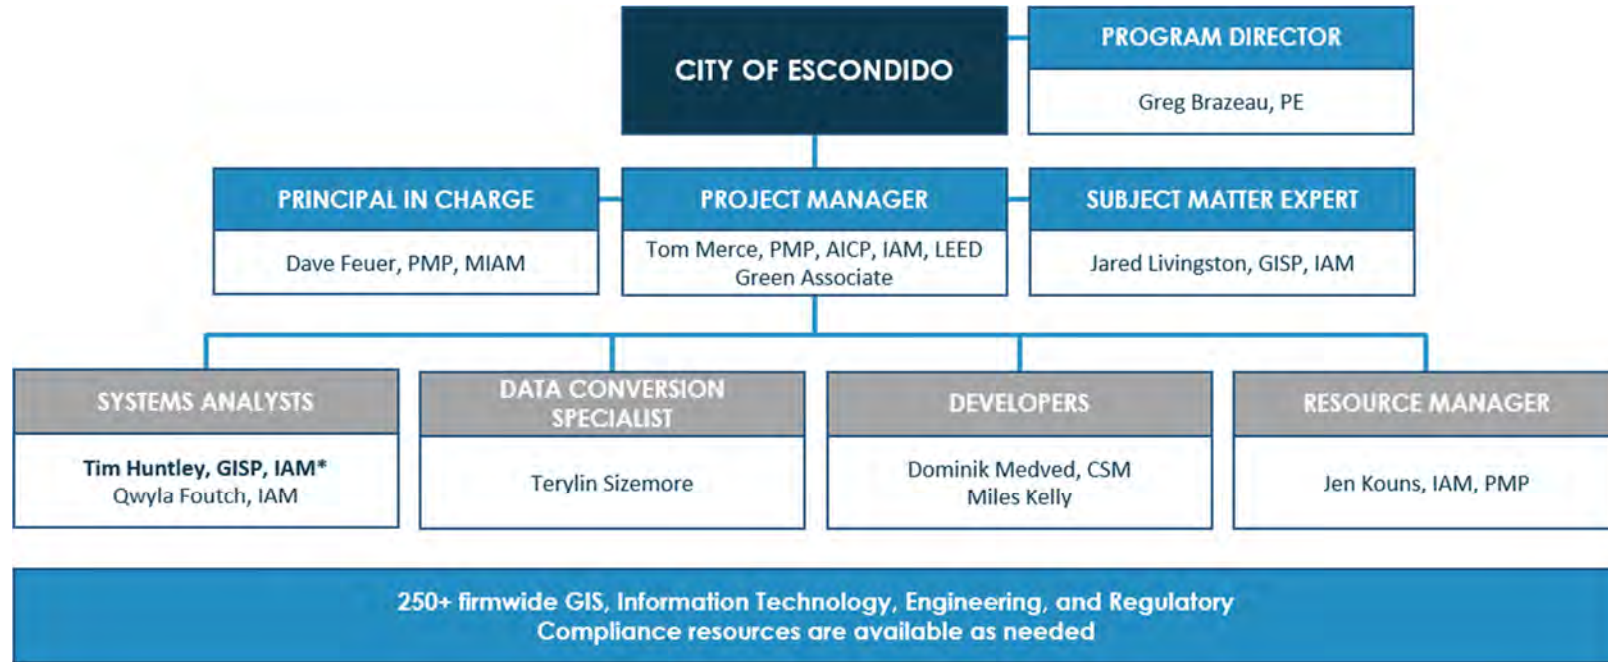 CITY OF ESCONDIDO
PROGRAM DIRECTOR
Greg Brazeau, PE
PRINCIPAL IN CHARGE
Dave Feuer, PMP, MIAM
PROJECT MANAGER
Tom Merce, PMP, AICP, IAM, LEED
Green Associate
SUBJECT MATTER EXPERT
Jared Livingston, GISP, IAM
SYSTEMS ANALYSTS
Tim Huntley, GISP, IAM*
Qwyla Foutch, IAM
DATA CONVERSION
SPECIALIST
Terylin Sizemore
DEVELOPERS
Dominik Medved, CSM
Miles Kelly
RESOURCE MANAGER
Jen Kouns, IAM, PMP
250+ firmwide GIS, Information Technology, Engineering, and Regulatory
Compliance resources are available as needed